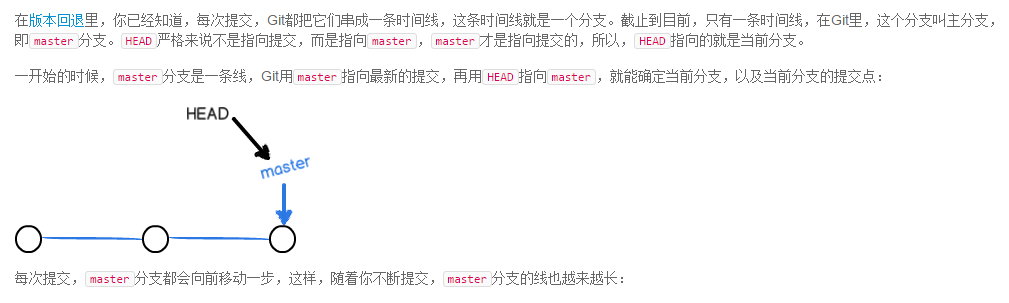 在版本回退里，你已经知道，每次提交，Git都把它们串成一条时间线，这条时间线就是一个分支。截止到目前，只有一条时间线，在Git里，这个分支叫主分支，
即master分支。HEAD严格来说不是指向提交，而是指向master，master才是指向提交的，所以，HEAD指向的就是当前分支。
一开始的时候，master分支是一条线，Git用master指向最新的提交，再用HEAD指向master，就能确定当前分支，以及当前分支的提交点：
HEAD
master
每次提交，master分支都会向前移动一步，这样，随着你不断提交，master分支的线也越来越长：